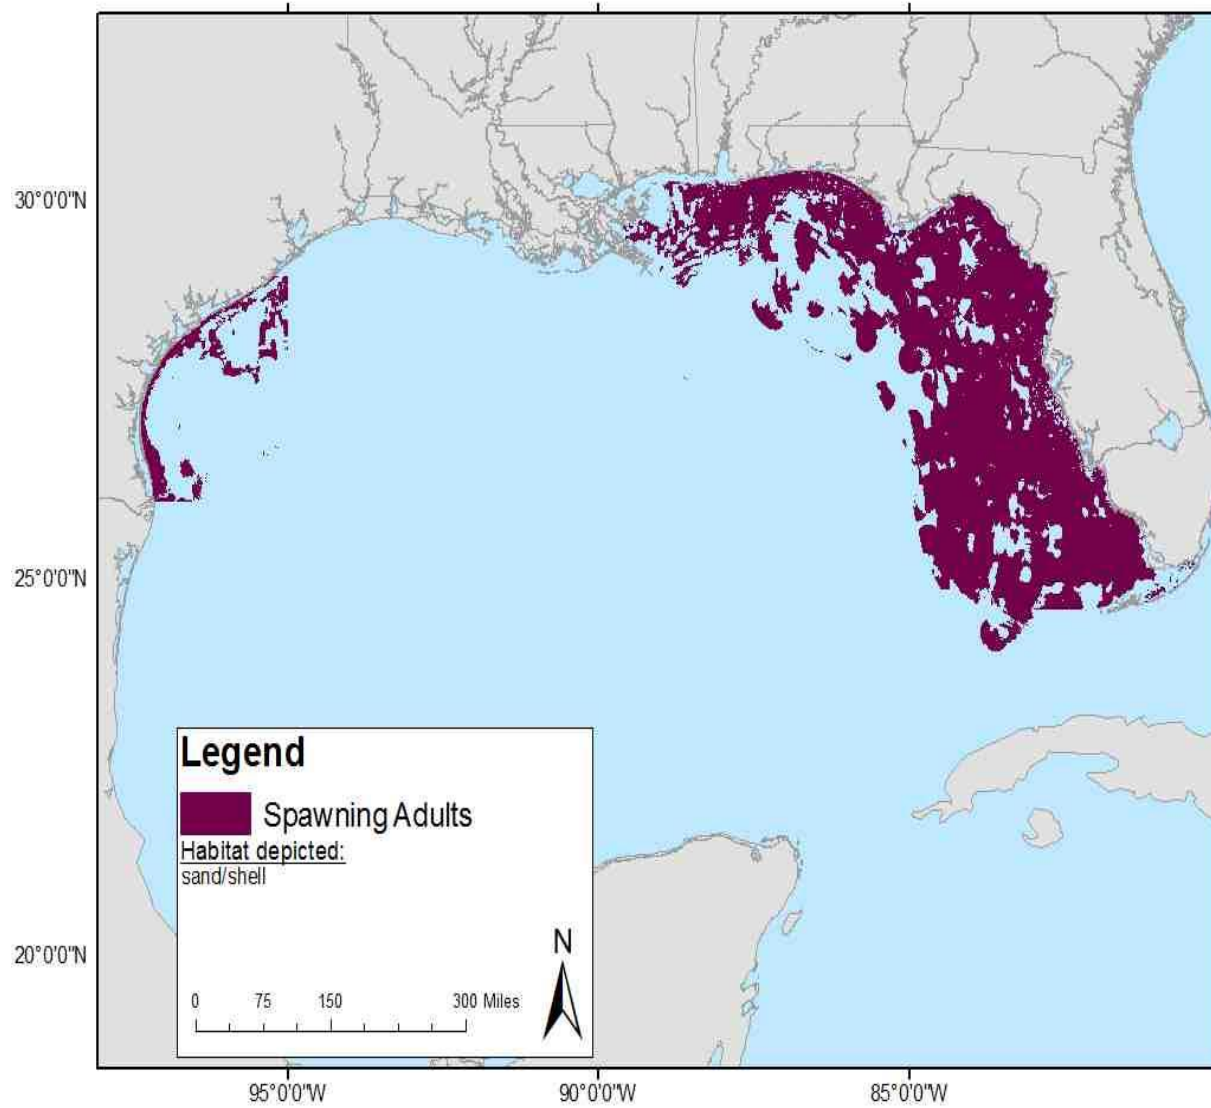 30°0'0"N
25°0'0"N
20°0'0"N
Legend
Spawning Adults
Habitat depicted:
sand/shell
N
0 75 150 300 Miles
95°0'0"W 90°0'0"W 85°0'0"W